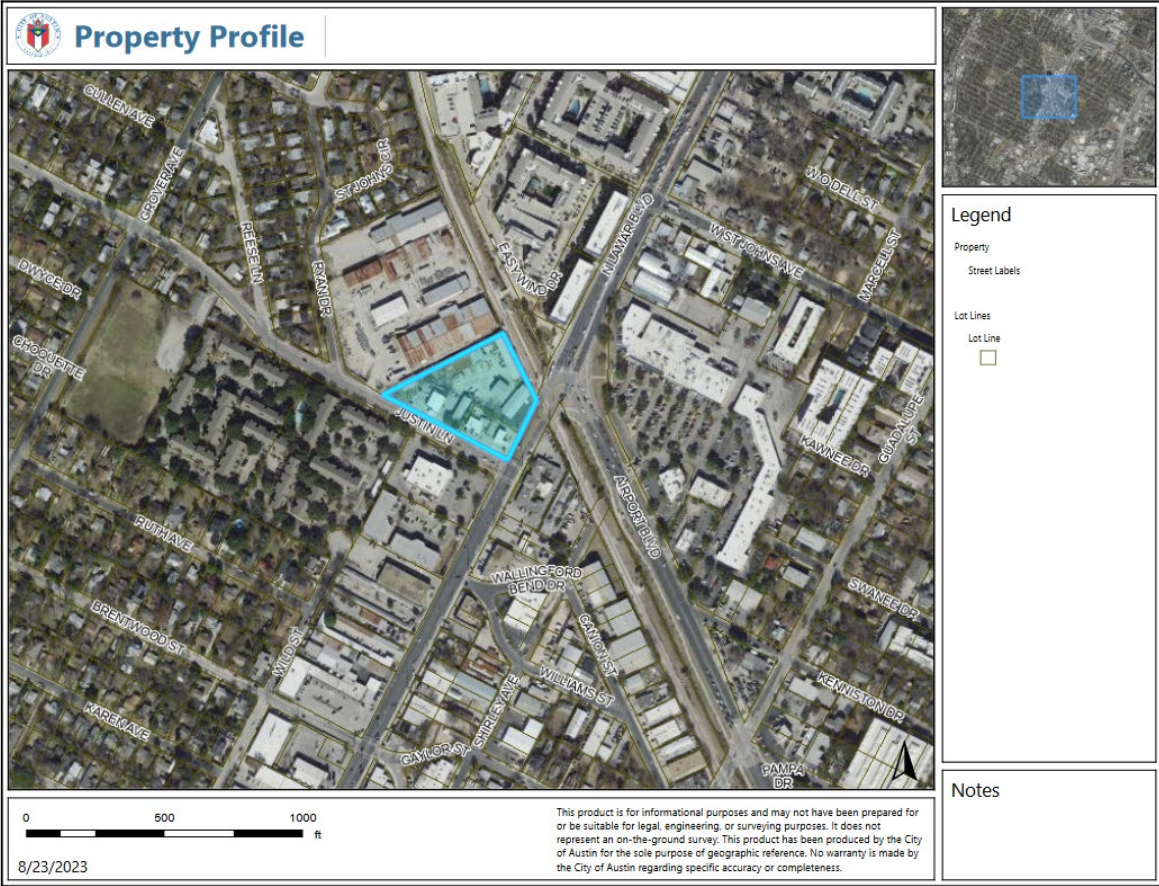 Property Profile
CULLEN AVE
GROVER AVE
ST JOHNS CIR
REESE LN
RYAN DR
EASY WIND DR
N LAMAR BLVD
W ODELL ST
W ST JOHNS AVE
MARCELL ST
DWYCE DR
CHOQUETTE
DR
JUSTIN LN
KAWNEE DR
GUADALUPE
ST
AIRPORT BLVD
RUTH AVE
WALLINGFORD
BEND DR
SWANEE DR
BRENTWOOD ST
WILD ST
CANION ST
WILLIAMS ST
SHIRLEY AVE
KENNISTON DR
KAREN AVE
GAYLOR ST
PAMPA
DR
Legend
Property
Street Labels
Lot Lines
Lot Line
Notes
0 500 1000
ft
8/23/2023
This product is for informational purposes and may not have been prepared for
or be suitable for legal, engineering, or surveying purposes. It does not
represent an on-the-ground survey. This product has been produced by the City
of Austin for the sole purpose of geographic reference. No warranty is made by
the City of Austin regarding specific accuracy or completeness.